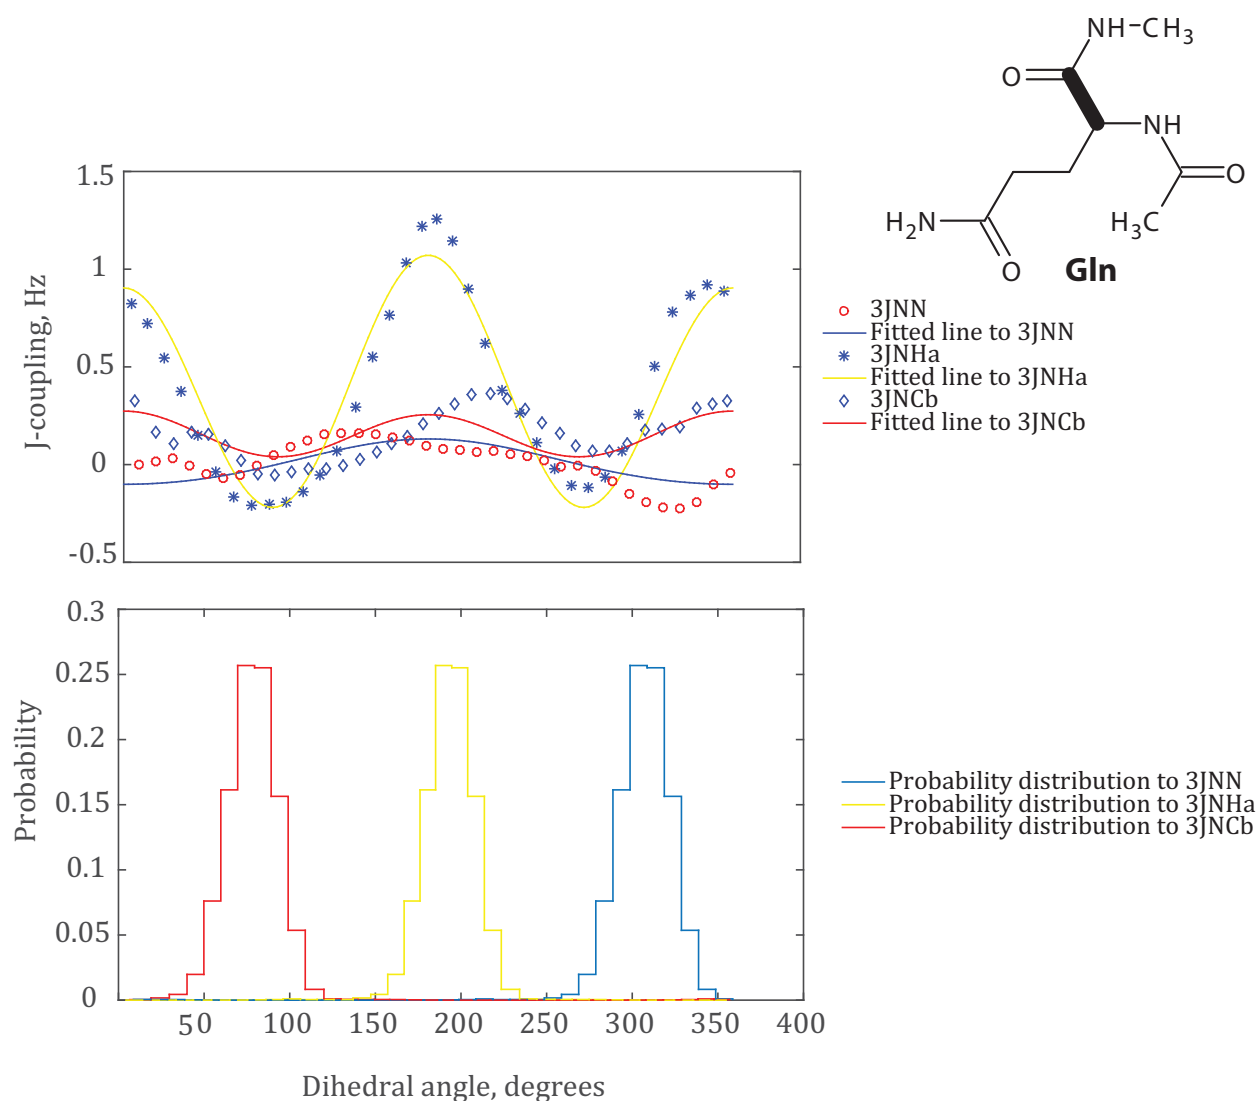 NH-CH3
O
NH
O
H2N
H3C
O
Gln
1.5
1
0.5
0
-0.5
J-coupling, Hz
3JNN
Fitted line to 3JNN
3JNHa
Fitted line to 3JNHa
3JNCb
Fitted line to 3JNCb
0.3
0.25
0.2
0.15
0.1
0.05
0
Probability
50 100 150 200 250 300 350 400
Dihedral angle, degrees
Probability distribution to 3JNN
Probability distribution to 3JNHa
Probability distribution to 3JNCb